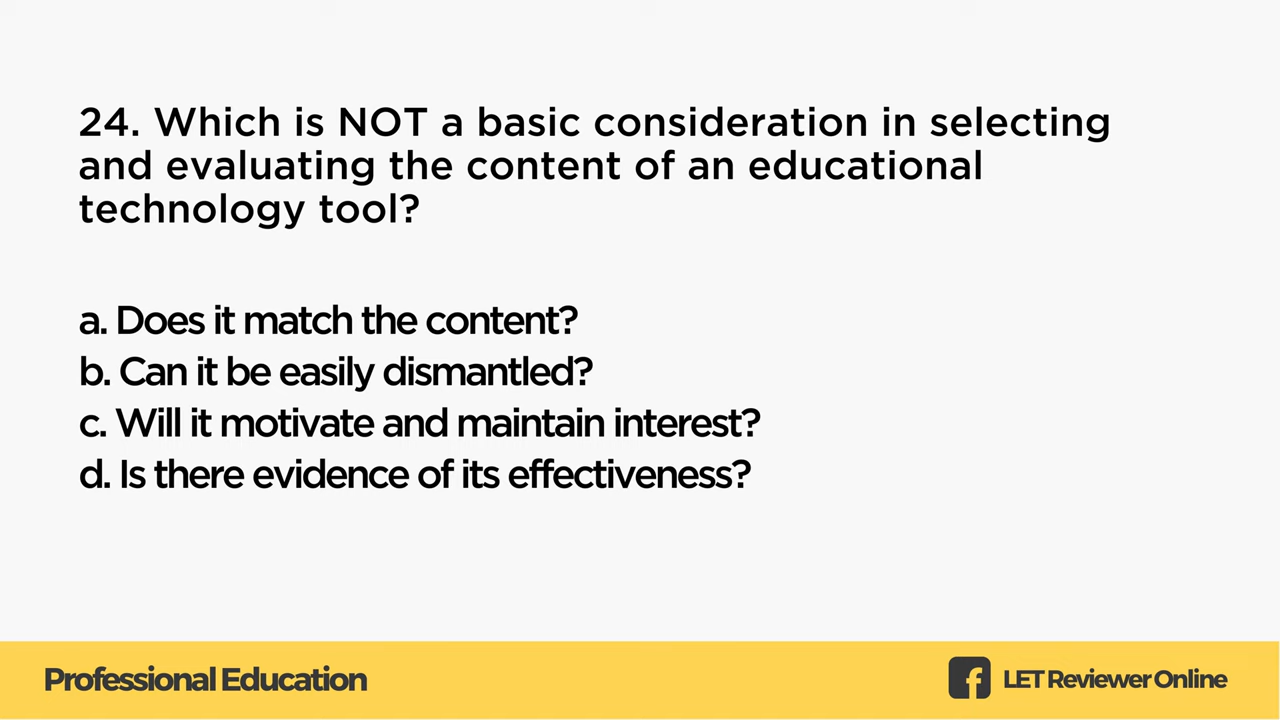 24. Which is NOT a basic consideration in selecting
and evaluating the content of an educational
technology tool?
a. Does it match the content?
b. Can it be easily dismantled?
c. Will it motivate and maintain interest?
d. Is there evidence of its effectiveness?
Professional Education
LET Reviewer Online